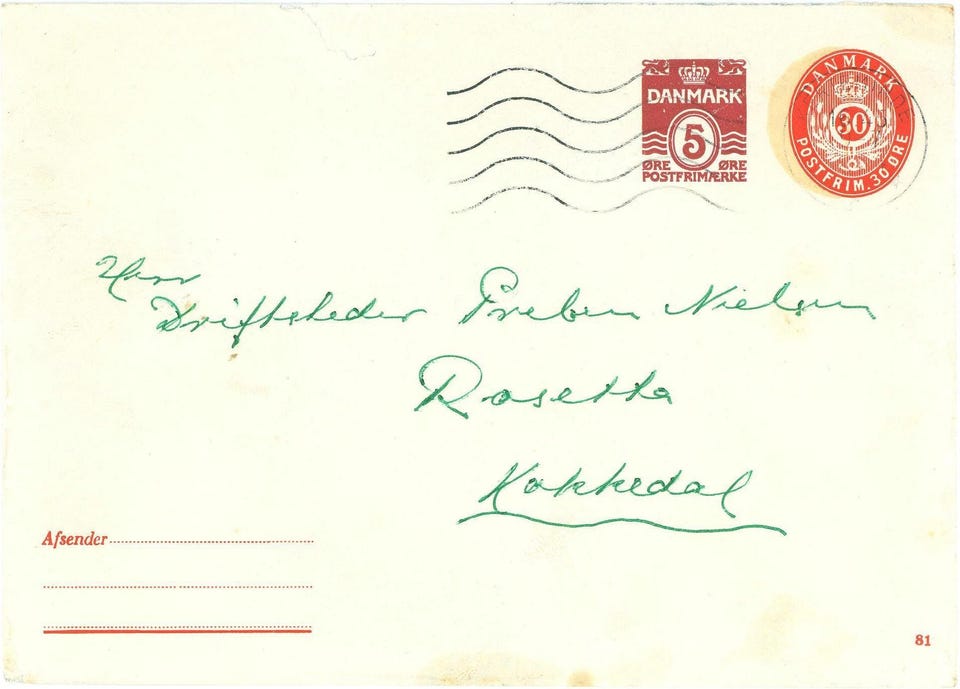 DANMARK
5
ØRE ØRE
POSTFRIMÆRKE
DANMARK
30
POSTFRIM. 30 ØRE
Herr
Driftsleder Preben Nielsen
Rosetta
Kokkedal
Afsender
81